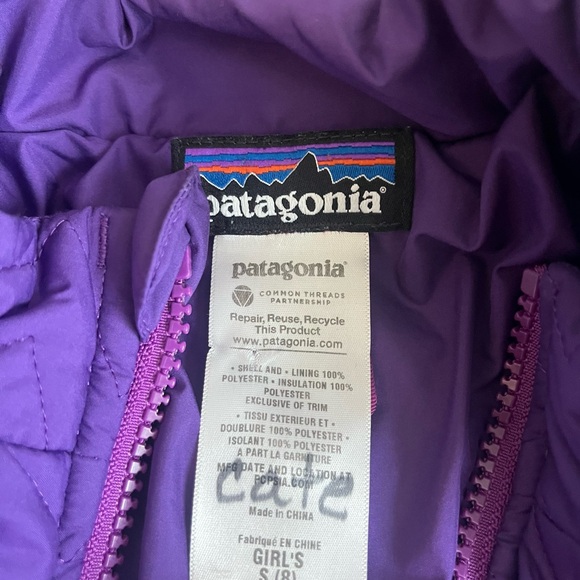 patagonia®
patagonia®
COMMON THREADS
PARTNERSHIP
Repair, Reuse, Recycle
This Product
www.patagonia.com
• SHELL AND • LINING 100%
POLYESTER • INSULATION 100%
POLYESTER
EXCLUSIVE OF TRIM
• TISSU EXTERIEUR ET •
DOUBLURE 100% POLYESTER •
ISOLANT 100% POLYESTER
A PART LA GARNITURE
MFG DATE AND LOCATION AT
PCPSIA.COM
cate
Made in CHINA
Fabriqué EN CHINE
GIRL'S
S (8)